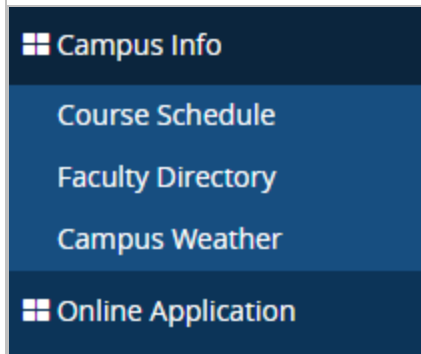 Campus Info
Course Schedule
Faculty Directory
Campus Weather
Online Application